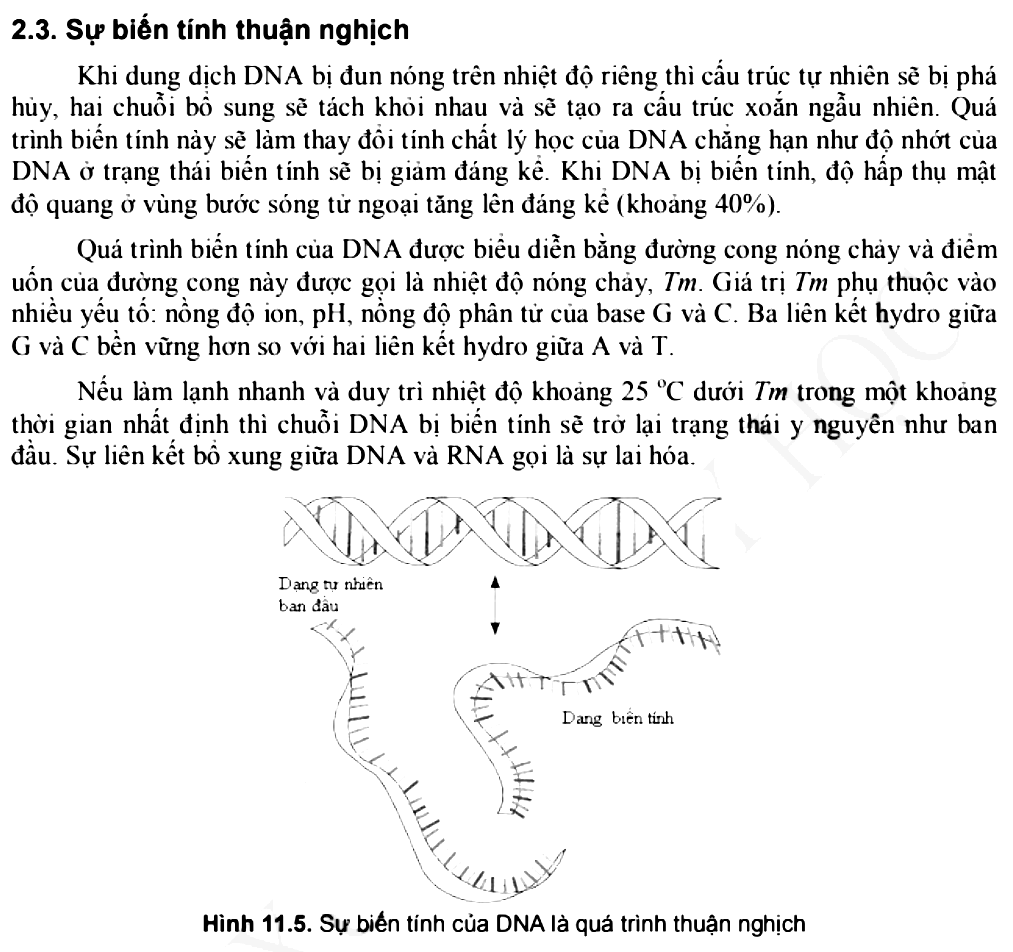 2.3. Sự biến tính thuận nghịch
Khi dung dịch DNA bị đun nóng trên nhiệt độ riêng thì cấu trúc tự nhiên sẽ bị phá
hủy, hai chuỗi bổ sung sẽ tách khỏi nhau và sẽ tạo ra cấu trúc xoắn ngẫu nhiên. Quá
trình biến tính này sẽ làm thay đổi tính chất lý học của DNA chẳng hạn như độ nhớt của
DNA ở trạng thái biến tính sẽ bị giảm đáng kể. Khi DNA bị biến tính, độ hấp thụ mật
độ quang ở vùng bước sóng tử ngoại tăng lên đáng kể (khoảng 40%).
Quá trình biến tính của DNA được biểu diễn bằng đường cong nóng chảy và điểm
uốn của đường cong này được gọi là nhiệt độ nóng chảy, Tm. Giá trị Tm phụ thuộc vào
nhiều yếu tố: nồng độ ion, pH, nồng độ phân tử của base G và C. Ba liên kết hydro giữa
G và C bền vững hơn so với hai liên kết hydro giữa A và T.
Nếu làm lạnh nhanh và duy trì nhiệt độ khoảng 25 ºC dưới Tm trong một khoảng
thời gian nhất định thì chuỗi DNA bị biến tính sẽ trở lại trạng thái y nguyên như ban
đầu. Sự liên kết bổ xung giữa DNA và RNA gọi là sự lai hóa.
Dạng tự nhiên
ban đầu
Dang biến tính
Hình 11.5. Sự biến tính của DNA là quá trình thuận nghịch